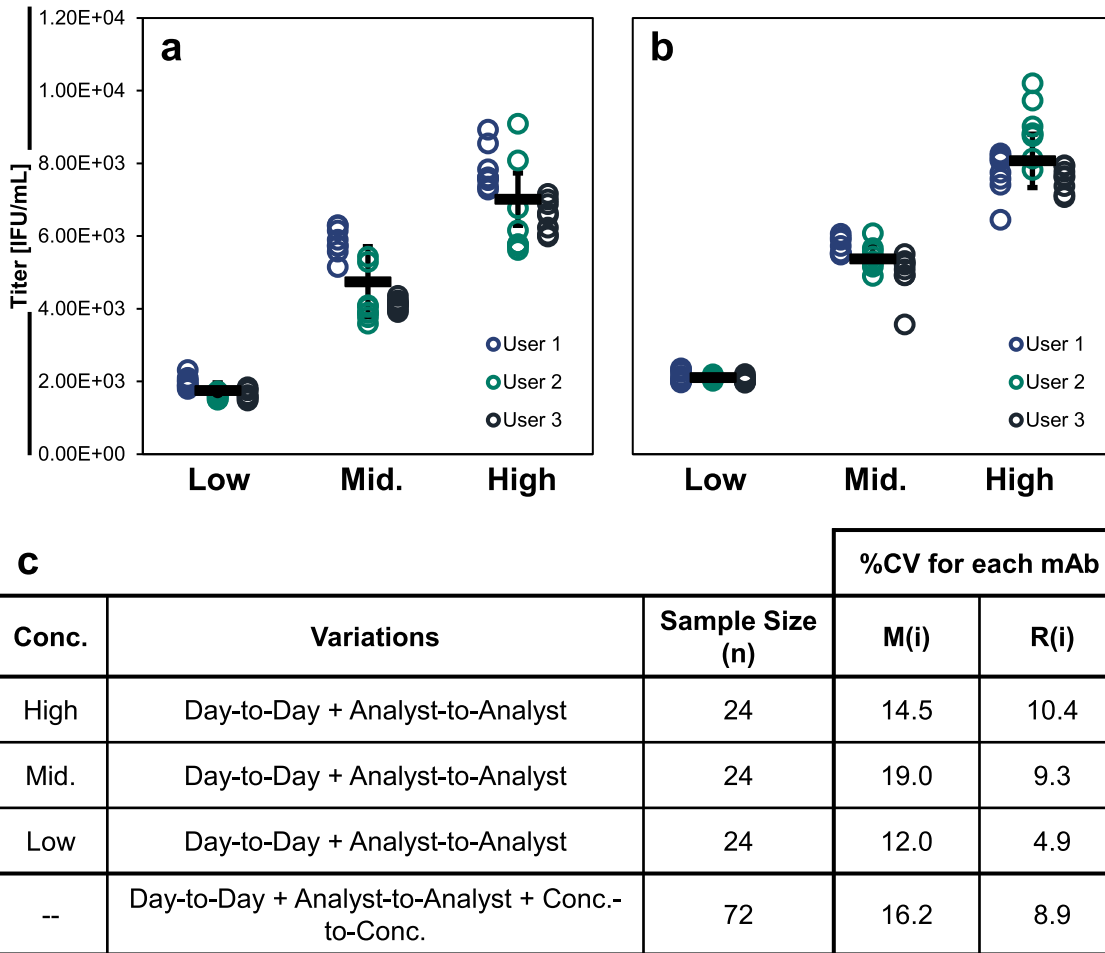 a
b
Titer [IFU/mL]
1.20E+04
1.00E+04
8.00E+03
6.00E+03
4.00E+03
2.00E+03
0.00E+00
User 1
User 2
User 3
User 1
User 2
User 3
Low Mid. High
Low Mid. High
c
%CV for each mAb
Conc. Variations Sample Size (n) M(i) R(i)
High Day-to-Day + Analyst-to-Analyst 24 14.5 10.4
Mid. Day-to-Day + Analyst-to-Analyst 24 19.0 9.3
Low Day-to-Day + Analyst-to-Analyst 24 12.0 4.9
-- Day-to-Day + Analyst-to-Analyst + Conc.-
to-Conc. 72 16.2 8.9